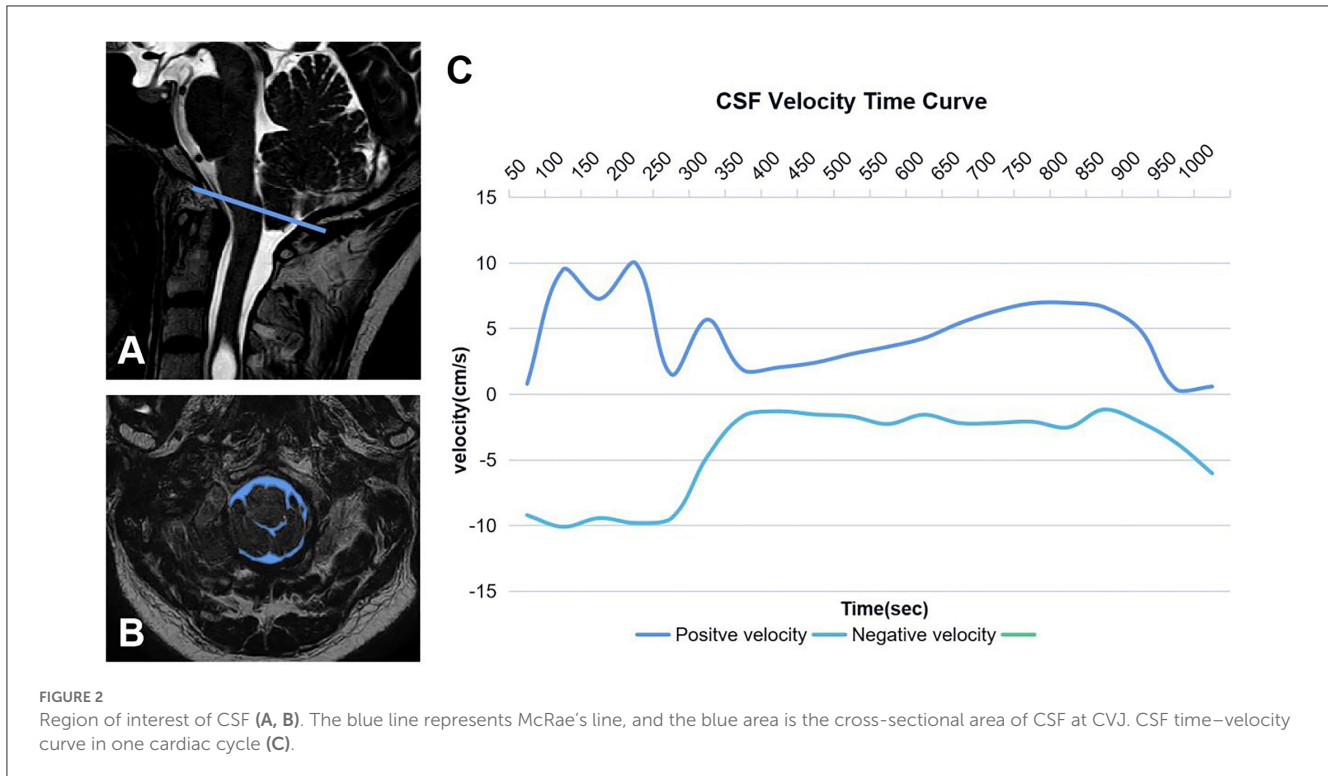 A
B
C
CSF Velocity Time Curve
50 100 150 200 250 300 350 400 450 500 550 600 650 700 750 800 850 900 950 1000
15
10
5
0
-5
-10
-15
velocity(cm/s)
Time(sec)
Positve velocity Negative velocity
FIGURE 2
Region of interest of CSF (A, B). The blue line represents McRae's line, and the blue area is the cross-sectional area of CSF at CVJ. CSF time–velocity
curve in one cardiac cycle (C).